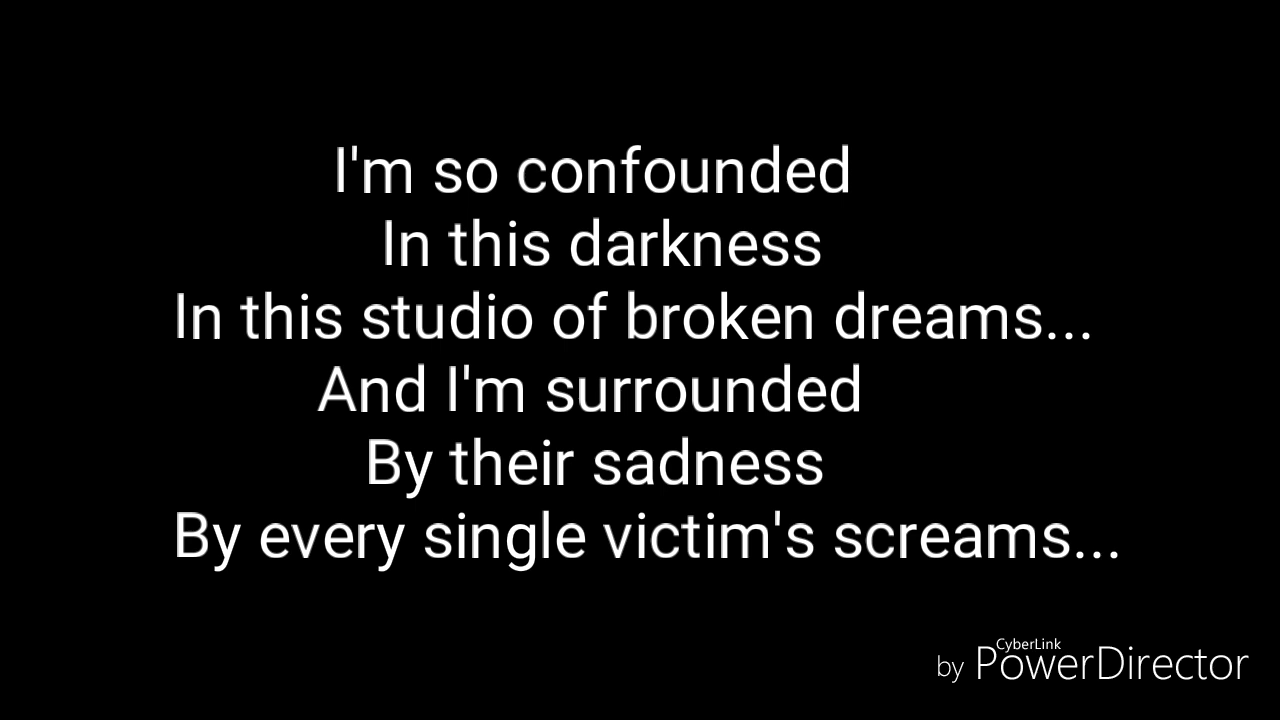 I'm so confounded
In this darkness
In this studio of broken dreams...
And I'm surrounded
By their sadness
By every single victim's screams...
by CyberLink PowerDirector